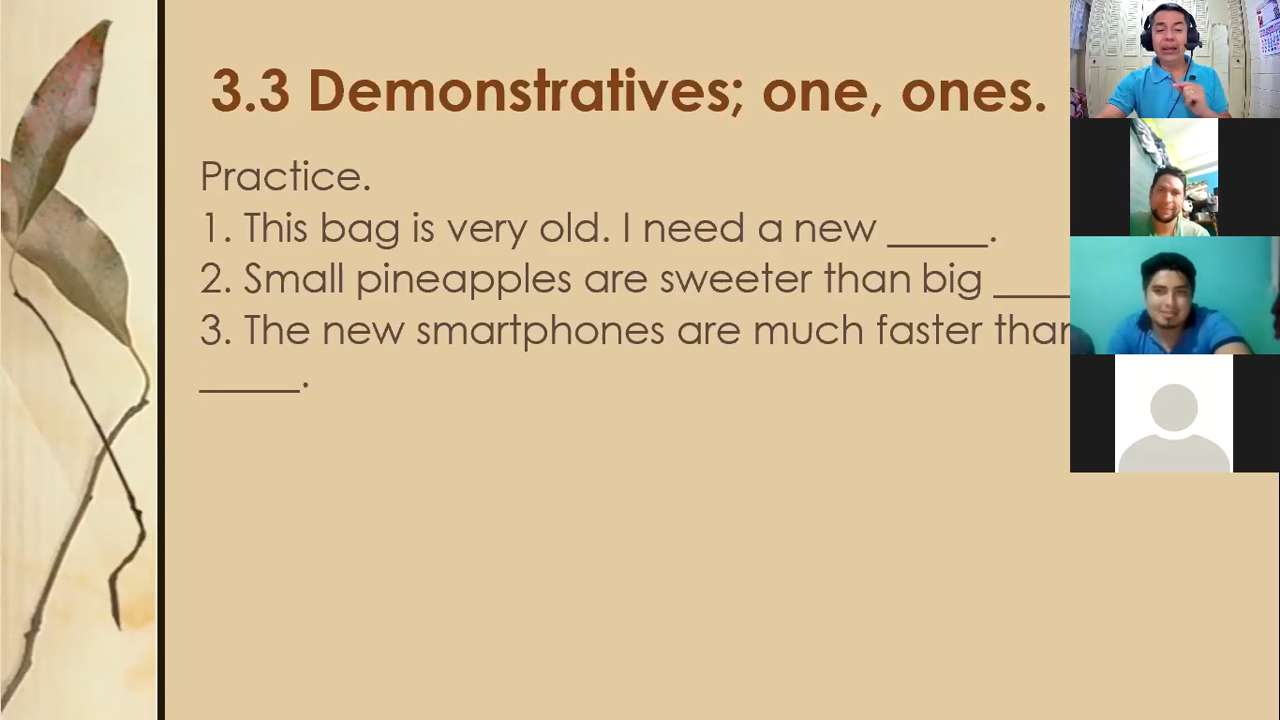 3.3 Demonstratives; one, ones.
Practice.
1. This bag is very old. I need a new _____.
2. Small pineapples are sweeter than big ____
3. The new smartphones are much faster than
_____.